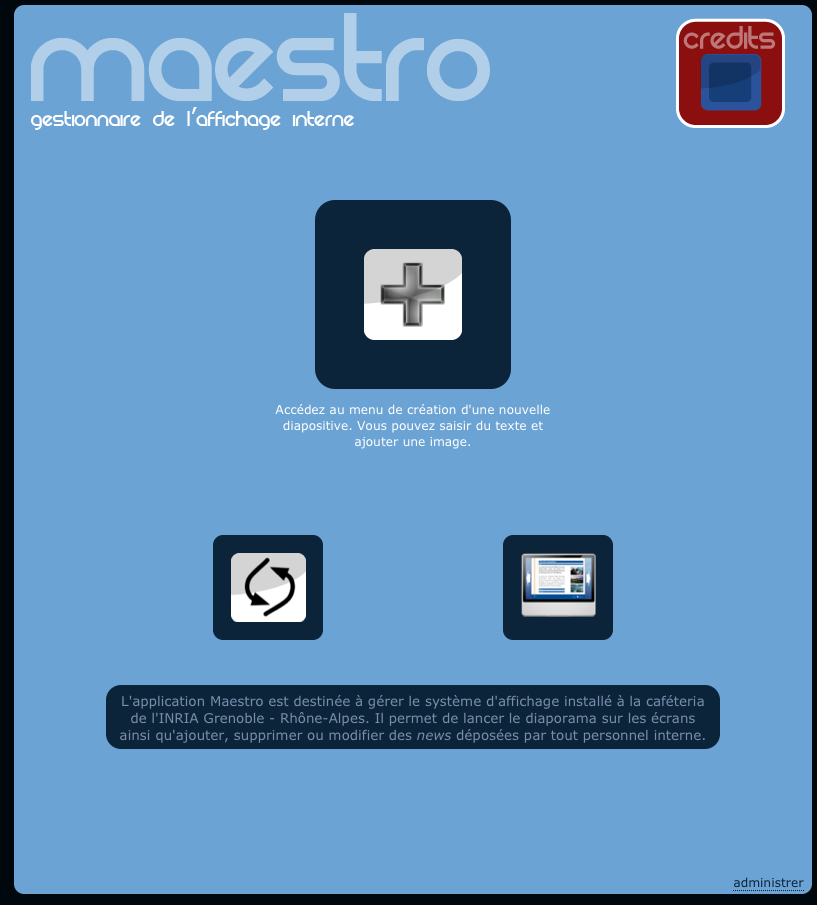 maestro
credits
gestionnaire de l'affichage interne
Accédez au menu de création d'une nouvelle
diapositive. Vous pouvez saisir du texte et
ajouter une image.
L'application Maestro est destinée à gérer le système d'affichage installé à la caféteria
de l'INRIA Grenoble - Rhône-Alpes. Il permet de lancer le diaporama sur les écrans
ainsi qu'ajouter, supprimer ou modifier des news déposées par tout personnel interne.
administrer